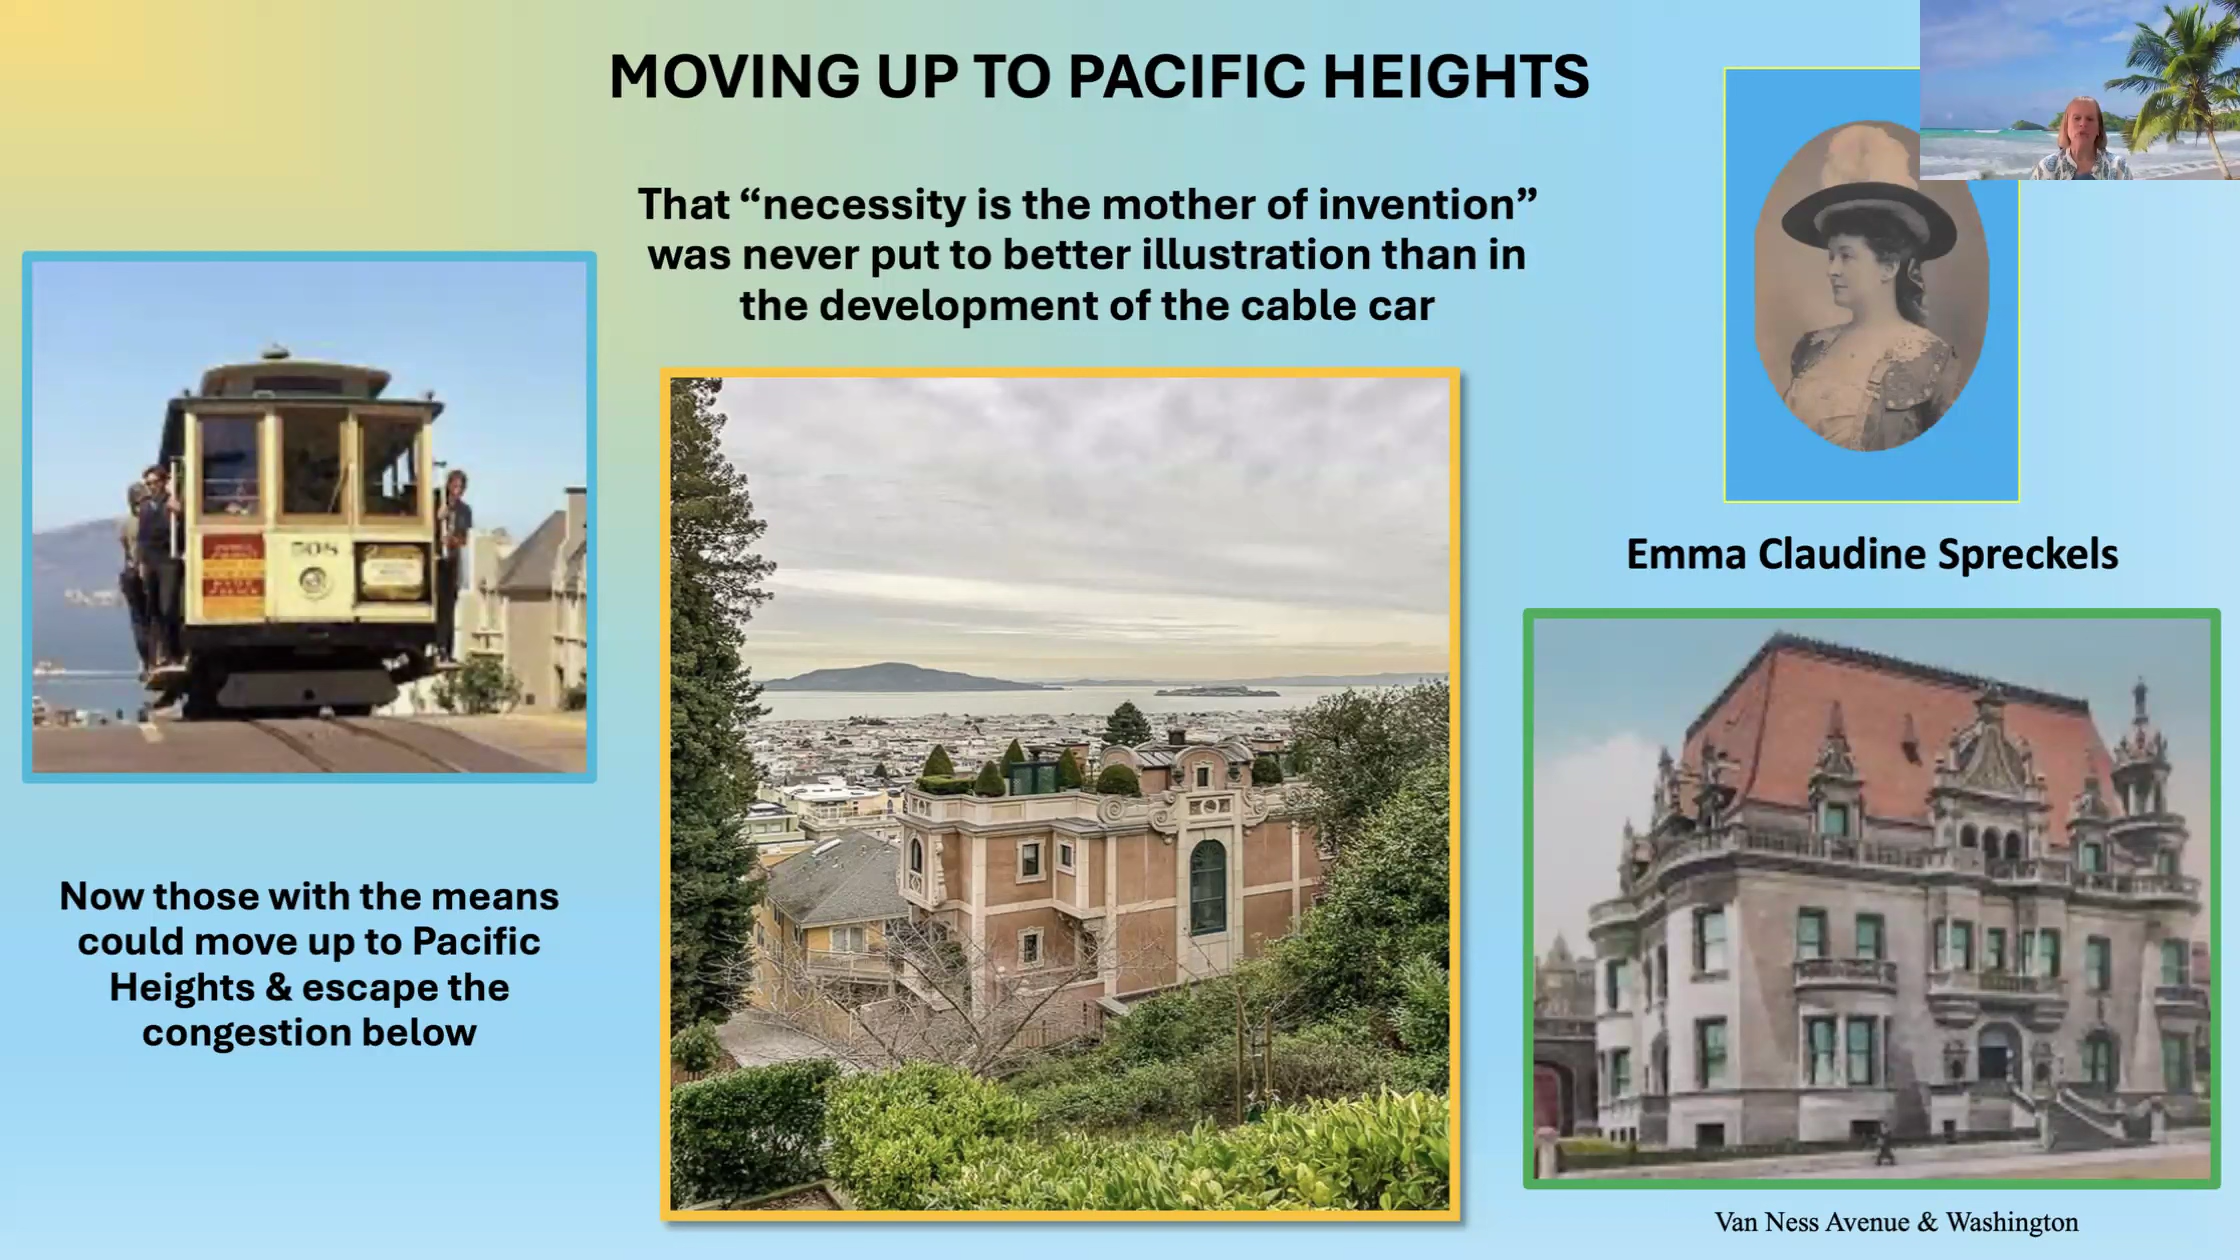 MOVING UP TO PACIFIC HEIGHTS
That “necessity is the mother of invention”
was never put to better illustration than in
the development of the cable car
508
Emma Claudine Spreckels
Now those with the means
could move up to Pacific
Heights & escape the
congestion below
Van Ness Avenue & Washington